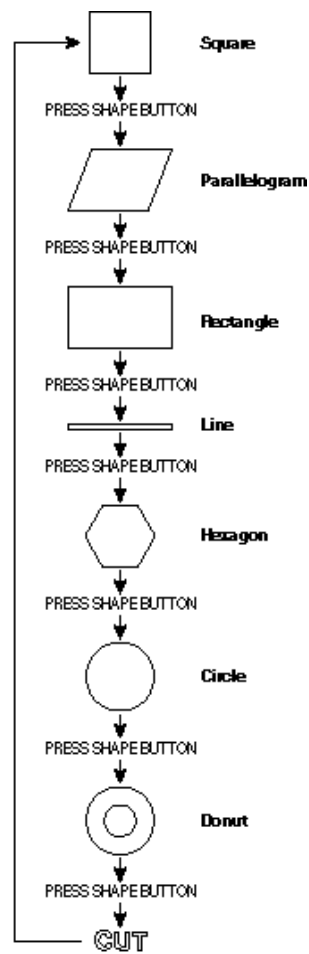 Square
PRESS SHAPE BUTTON
Parallelogram
PRESS SHAPE BUTTON
Rectangle
PRESS SHAPE BUTTON
Line
PRESS SHAPE BUTTON
Hexagon
PRESS SHAPE BUTTON
Circle
PRESS SHAPE BUTTON
Donut
PRESS SHAPE BUTTON
CUT